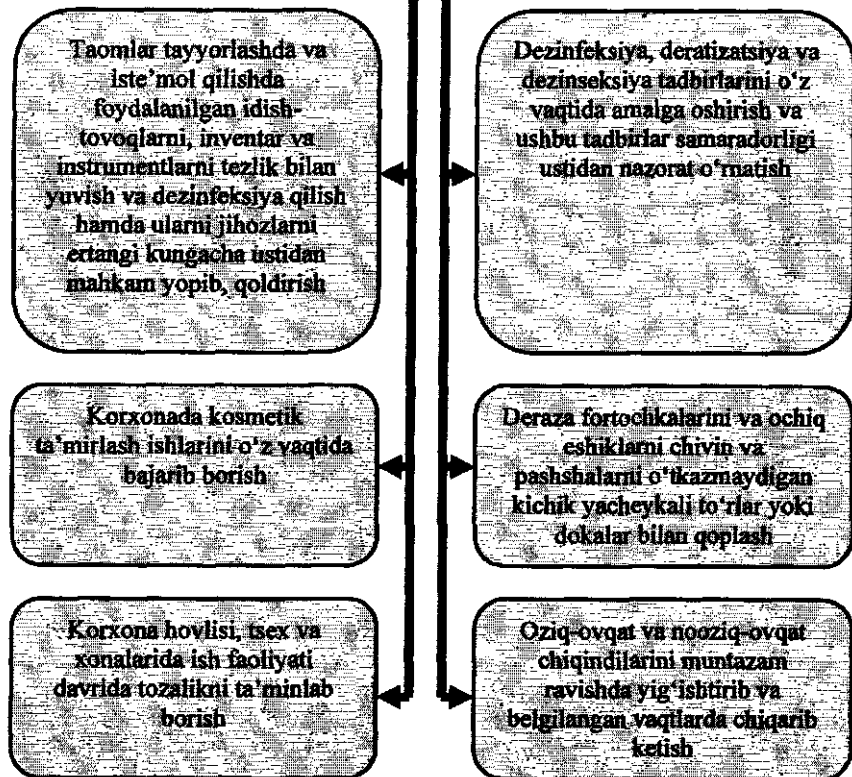 Taomlar tayyorlashda va
iste’mol qilishda
foydalanilgan idish-
tovoqlarni, inventar va
instrumentlarni tezlik bilan
yuvish va dezinfeksiya qilish
hamda ularni jihozlarni
ertangi kungacha ustidan
mahkam yopib, qoldirish
Dezinfeksiya, deratizatsiya va
dezinseksiya tadbirlarini o‘z
vaqtida amalga oshirish va
ushbu tadbirlar samaradorligi
ustidan nazorat o‘rnatish
Korxonada kosmetik
ta’mirlash ishlarini o‘z vaqtida
bajarib borish
Deraza fortochkalarini va ochiq
eshiklarni chivin va
pashshalarni o‘tkazmaydigan
kichik yacheykali to‘rlar yoki
dokalar bilan qoplash
Korxona hovlisi, tsex va
xonalarida ish faoliyati
davrida tozalikni ta’minlab
borish
Oziq-ovqat va nooziq-ovqat
chiqindilarini muntazam
ravishda yig‘ishtirib va
belgilangan vaqtlarda chiqarib
ketish